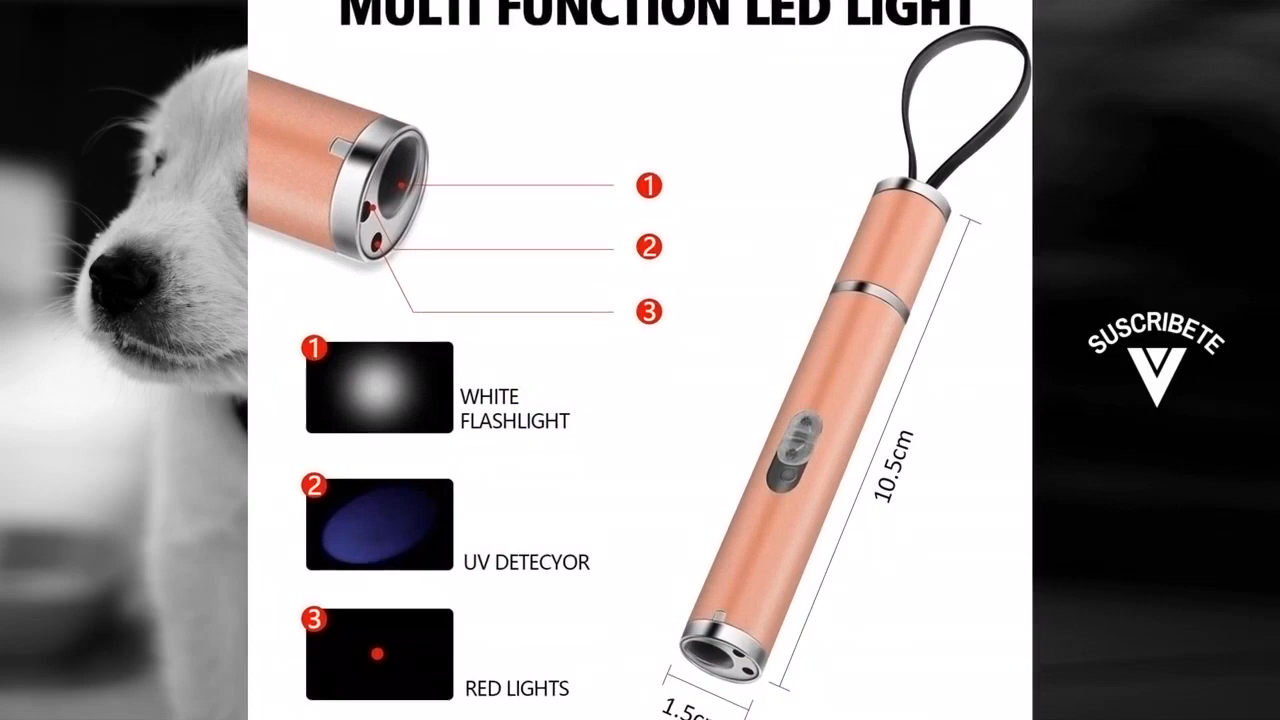 MULTI FUNCTION LED LIGHT
1
2
3
1
WHITE
FLASHLIGHT
2
UV DETECYOR
3
RED LIGHTS
10.5cm
SUSCRIBETE